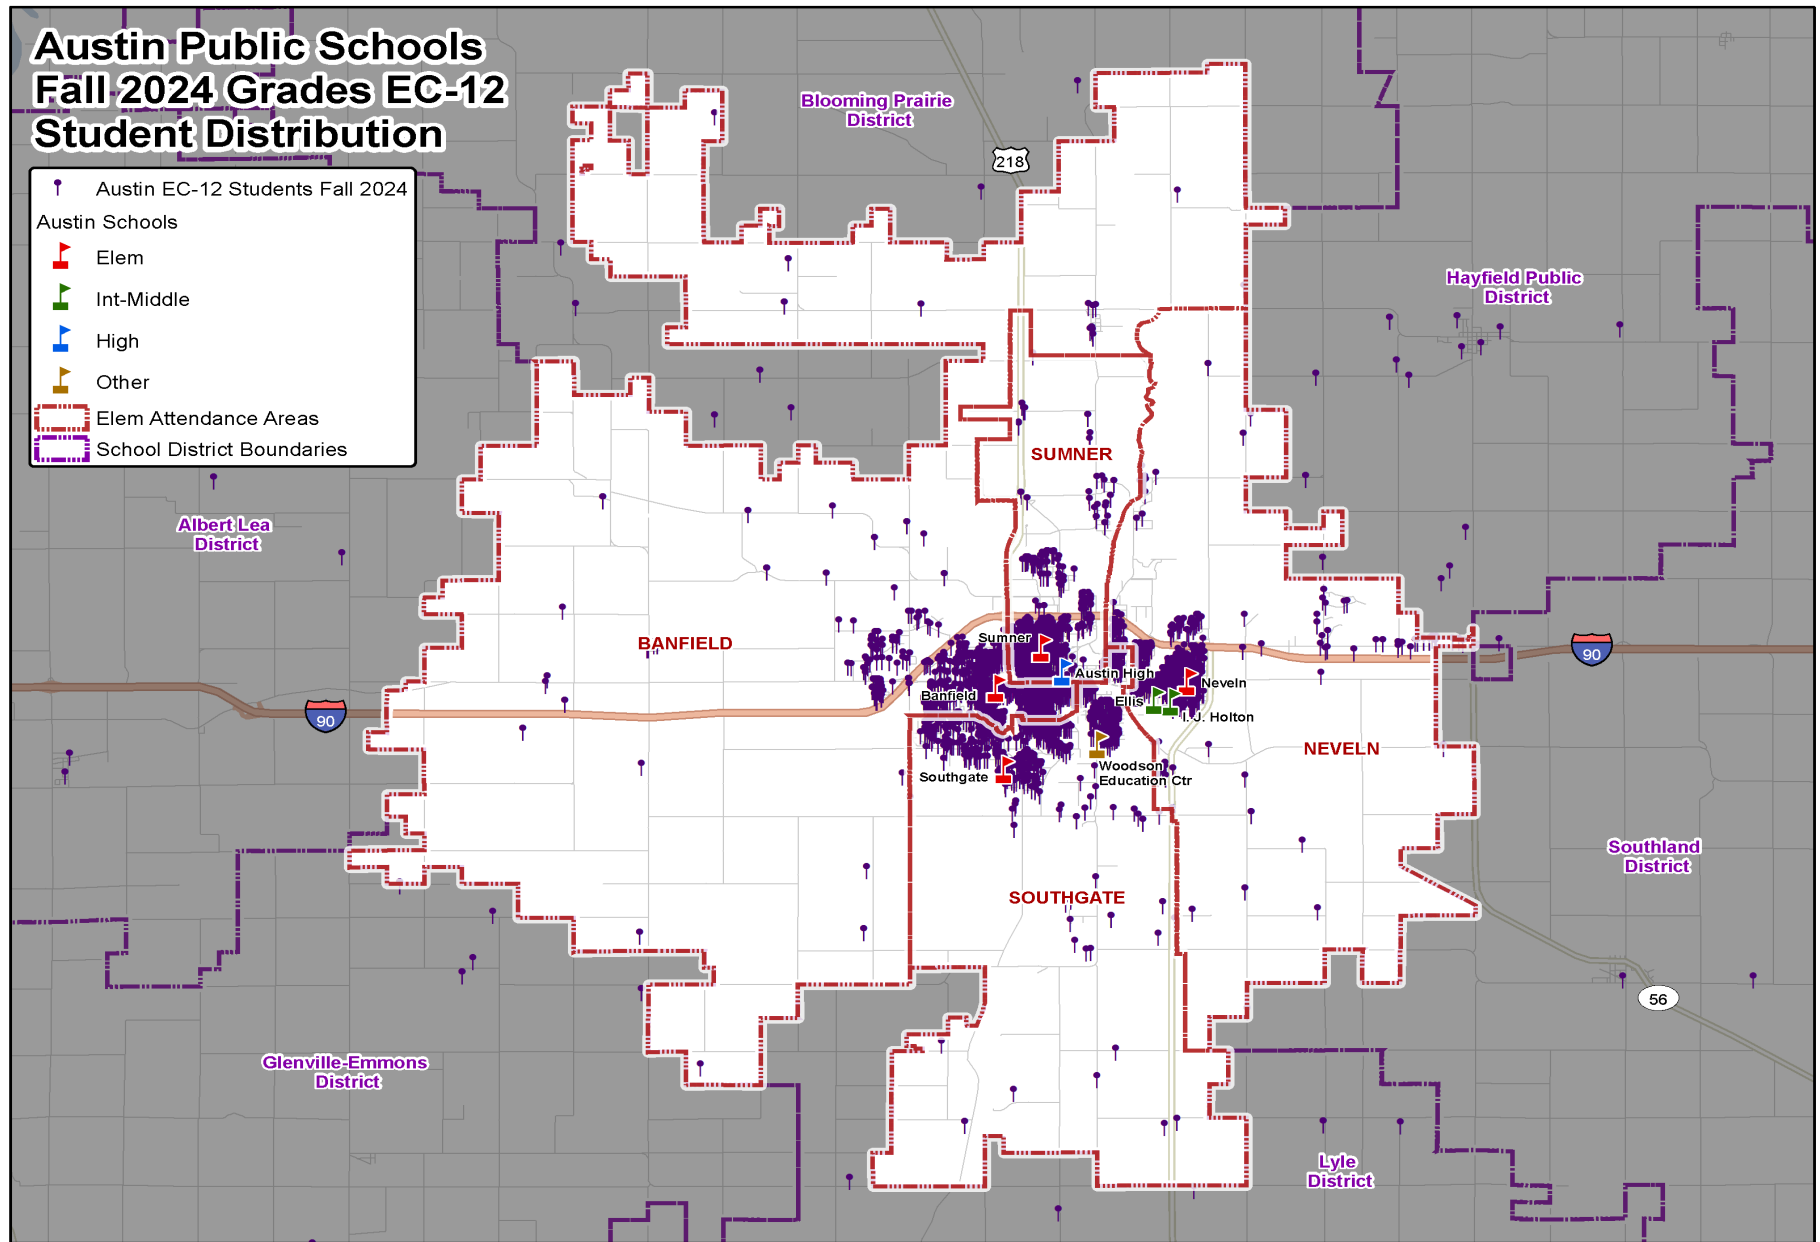 Austin Public Schools
Fall 2024 Grades EC-12
Student Distribution
Austin EC-12 Students Fall 2024
Austin Schools
Elem
Int-Middle
High
Other
Elem Attendance Areas
School District Boundaries
Blooming Prairie
District
218
Hayfield Public
District
SUMNER
Albert Lea
District
BANFIELD
Sumner
90
Austin High
Banfield
Ellis
Neveln
I. J. Holton
90
NEVELN
Southgate
Woodson
Education Ctr
Southland
District
SOUTHGATE
56
Glenville-Emmons
District
Lyle
District